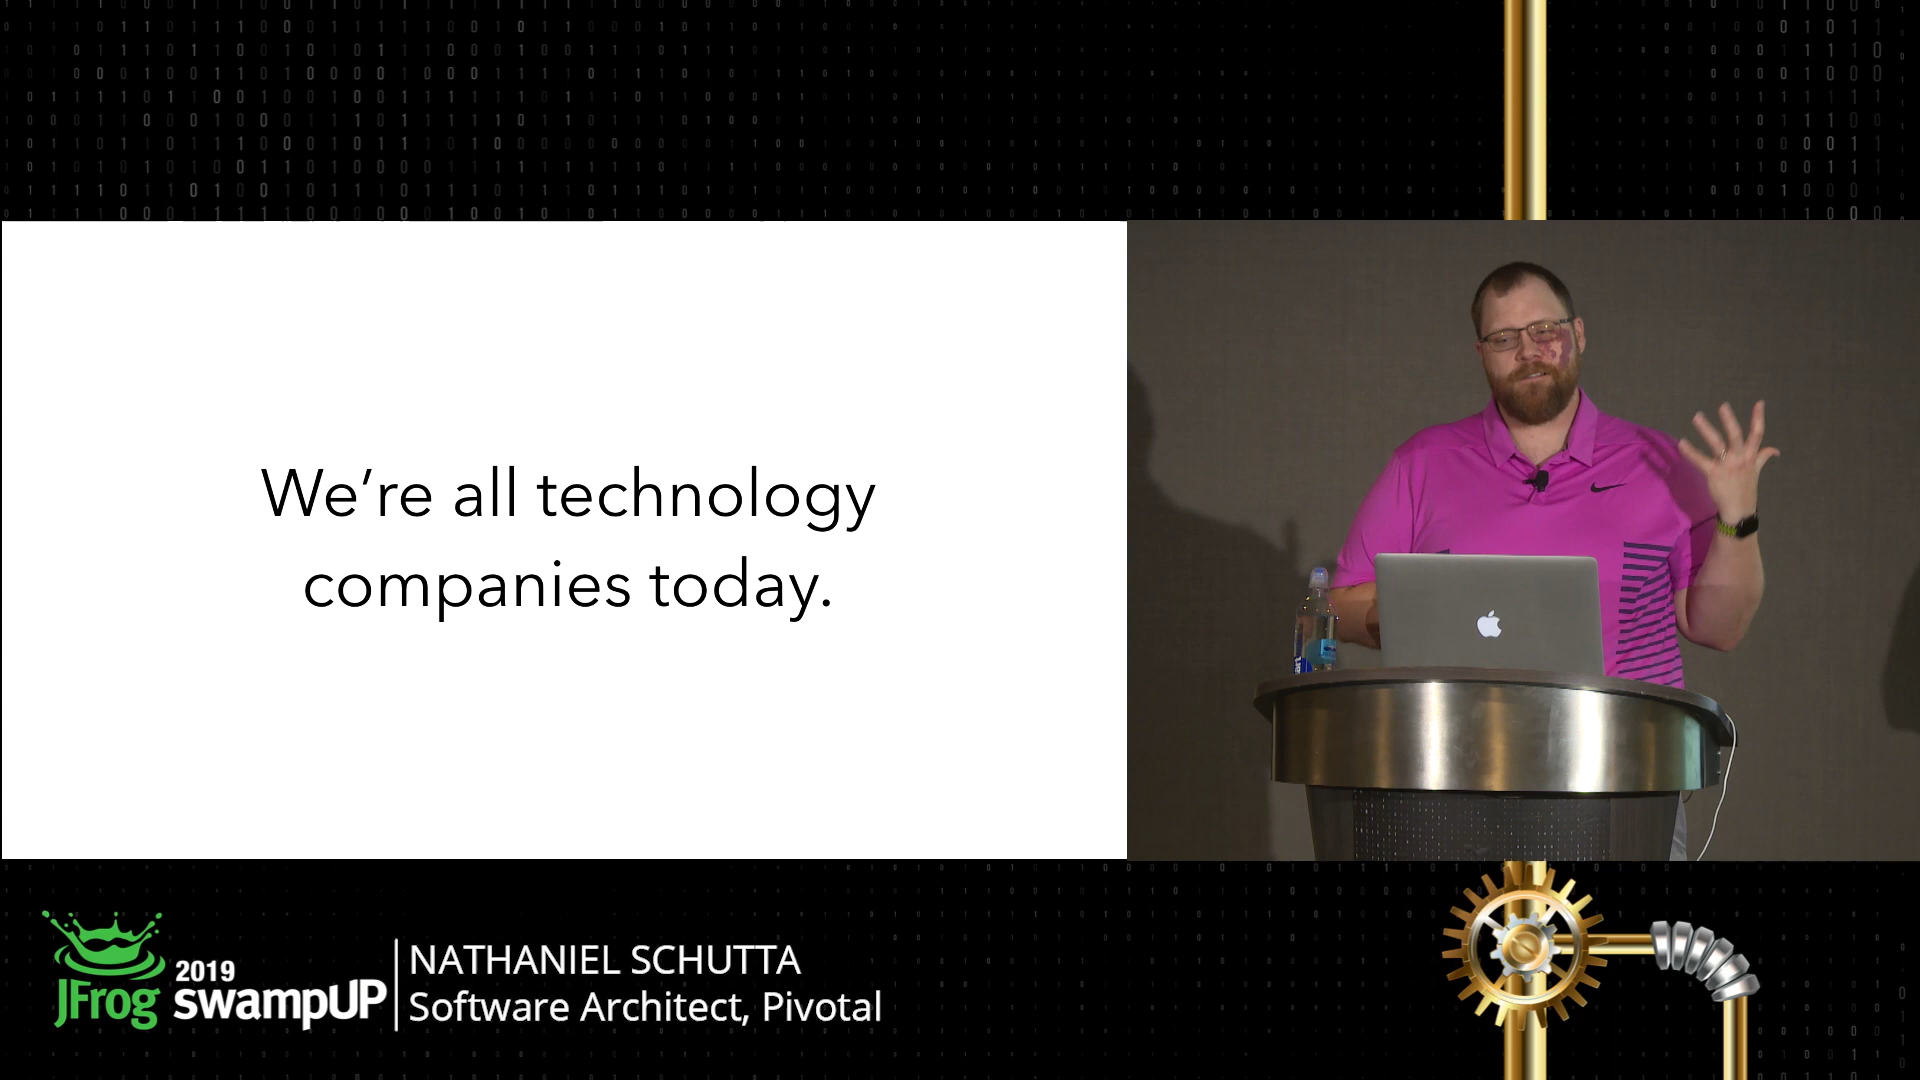 We’re all technology
companies today.
2019
JFrog swampUP
NATHANIEL SCHUTTA
Software Architect, Pivotal